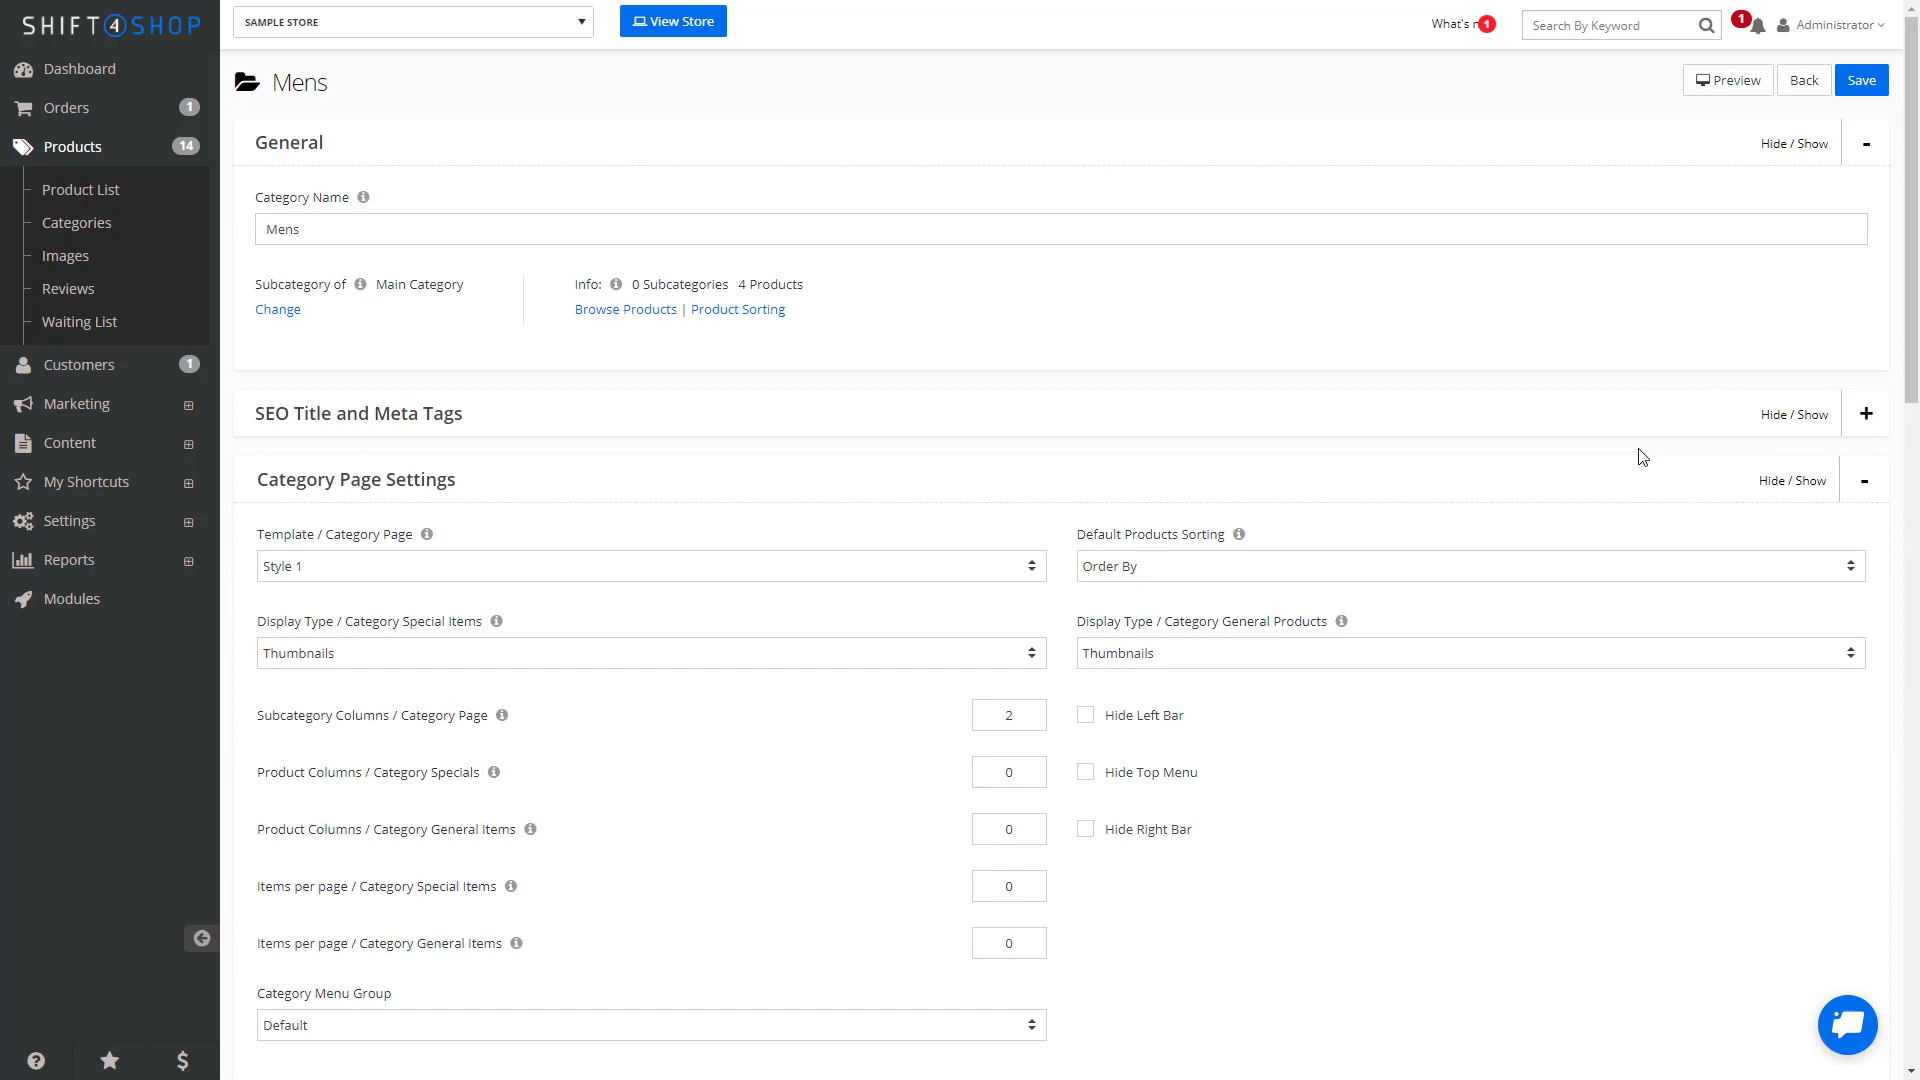 SHIFT4SHOP
SAMPLE STORE
View Store
What's n
1
Search By Keyword
1
Administrator
Dashboard
Orders 1
Products 14
Product List
Categories
Images
Reviews
Waiting List
Customers 1
Marketing
Content
My Shortcuts
Settings
Reports
Modules
Mens
Preview
Back
Save
General
Hide / Show
-
Category Name
Mens
Subcategory of Main Category
Change
Info: 0 Subcategories 4 Products
Browse Products | Product Sorting
SEO Title and Meta Tags
Hide / Show
+
Category Page Settings
Hide / Show
-
Template / Category Page
Style 1
Default Products Sorting
Order By
Display Type / Category Special Items
Thumbnails
Display Type / Category General Products
Thumbnails
Subcategory Columns / Category Page
2
Hide Left Bar
Product Columns / Category Specials
0
Hide Top Menu
Product Columns / Category General Items
0
Hide Right Bar
Items per page / Category Special Items
0
Items per page / Category General Items
0
Category Menu Group
Default